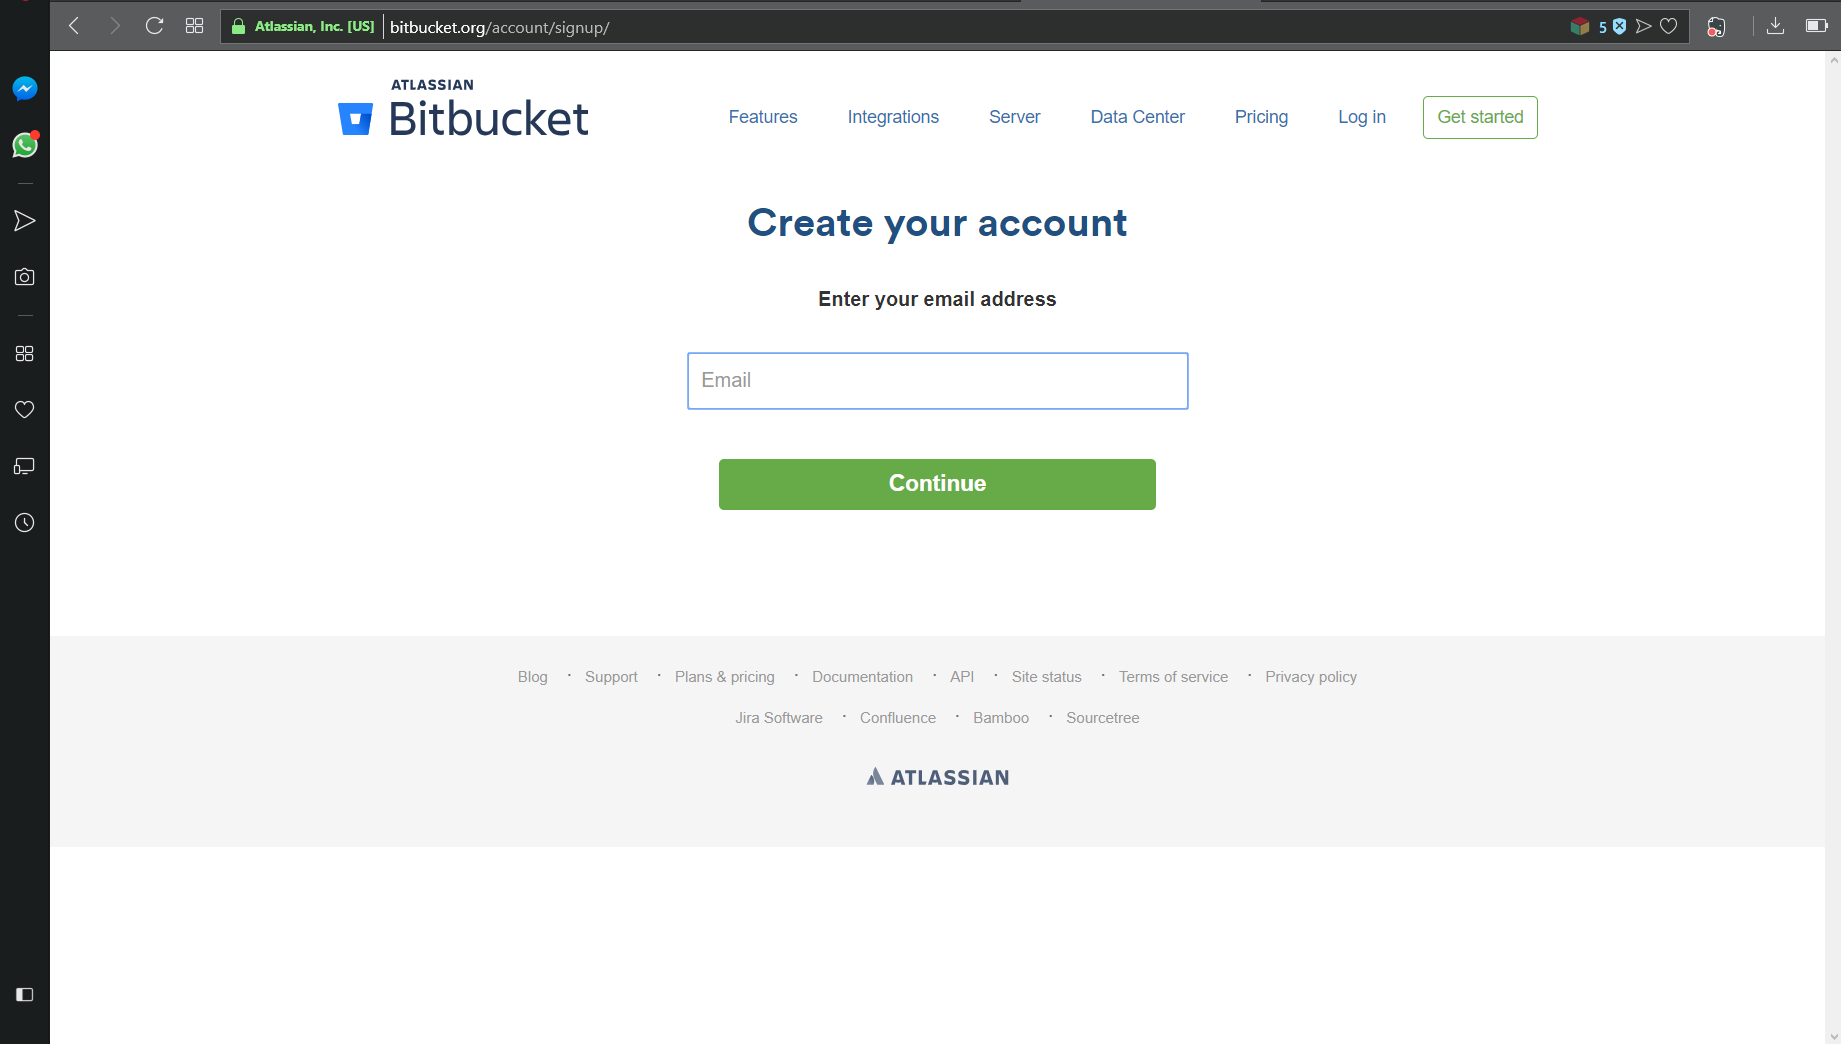 Atlassian, Inc. [US] bitbucket.org/account/signup/ 5
ATLASSIAN
Bitbucket
Features Integrations Server Data Center Pricing Log in Get started
Create your account
Enter your email address
Email
Continue
Blog · Support · Plans & pricing · Documentation · API · Site status · Terms of service · Privacy policy
Jira Software · Confluence · Bamboo · Sourcetree
ATLASSIAN